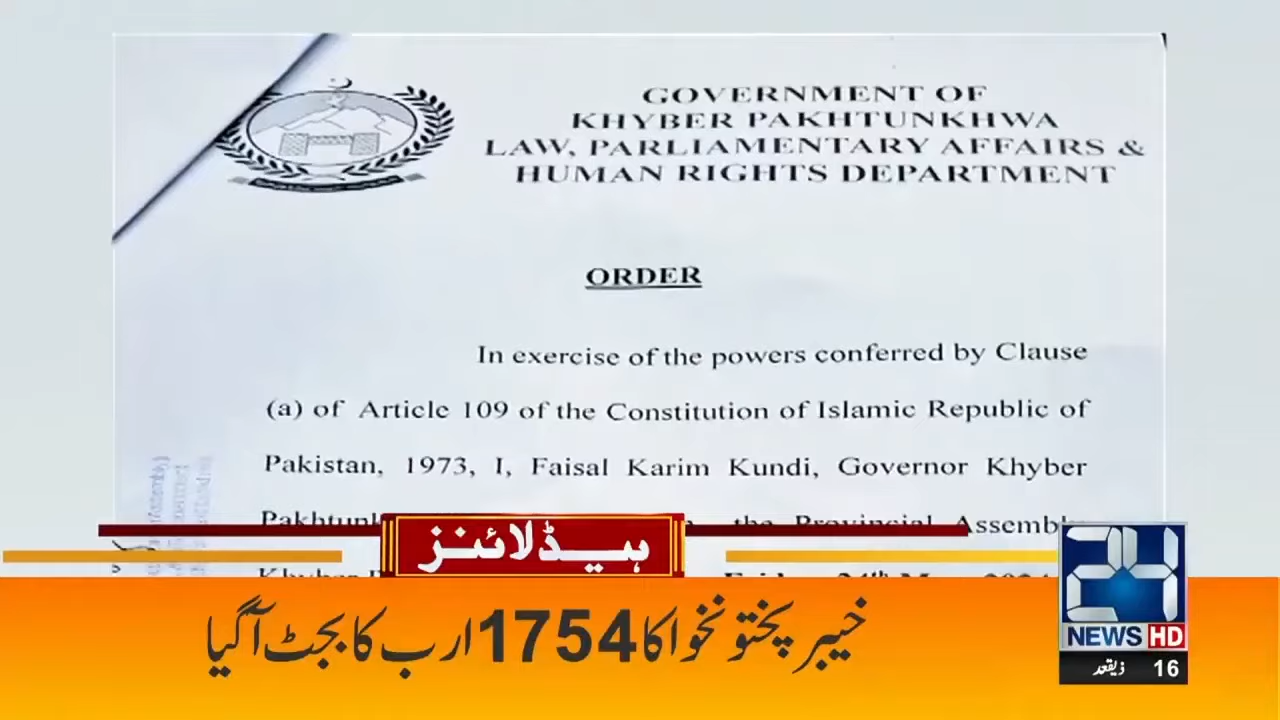 GOVERNMENT OF
KHYBER PAKHTUNKHWA
LAW, PARLIAMENTARY AFFAIRS &
HUMAN RIGHTS DEPARTMENT
ORDER
In exercise of the powers conferred by Clause
(a) of Article 109 of the Constitution of Islamic Republic of
Pakistan, 1973, I, Faisal Karim Kundi, Governor Khyber
the Provincial Assembly
ہیڈلائنز
خیبر پختونخوا کا 1754 ارب کا بجٹ آگیا
24
NEWS HD
16 ذیقعد